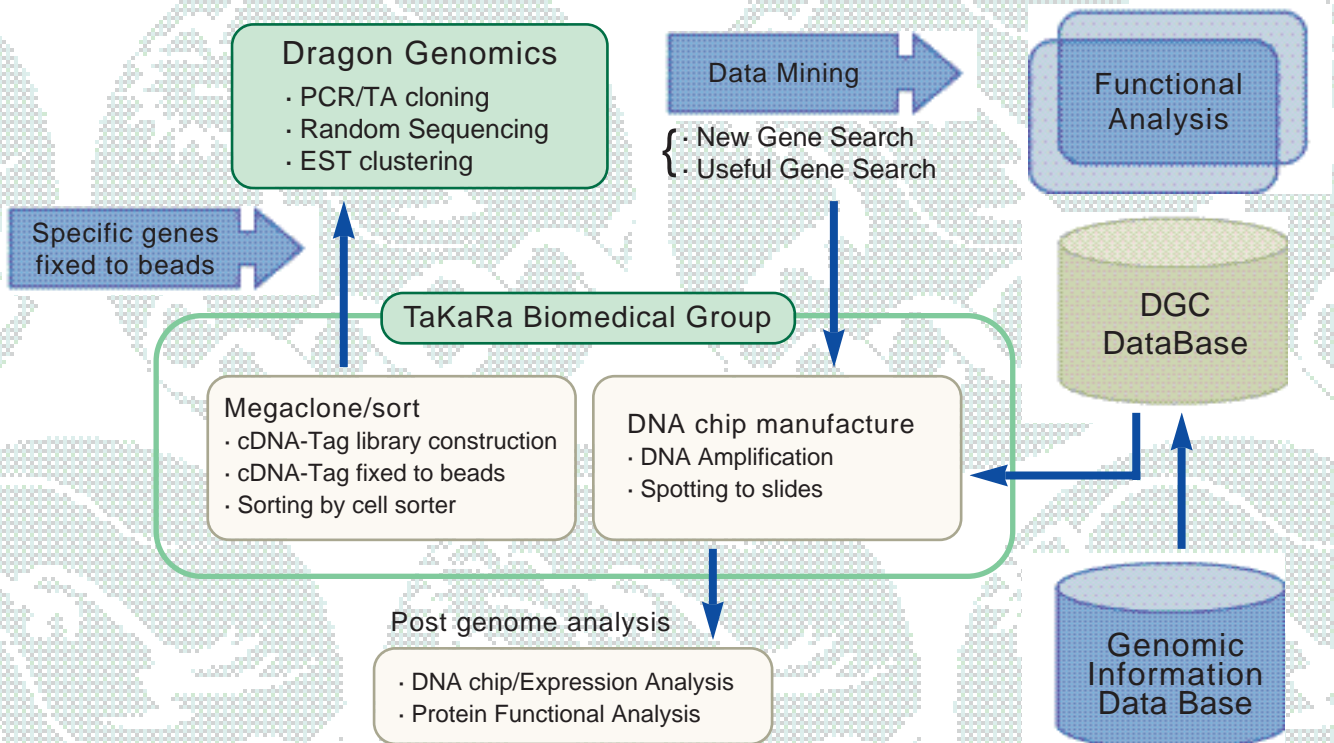 Dragon Genomics
· PCR/TA cloning
· Random Sequencing
· EST clustering
Data Mining
{ · New Gene Search
· Useful Gene Search
Functional
Analysis
Specific genes
fixed to beads
DGC
DataBase
TaKaRa Biomedical Group
Megaclone/sort
· cDNA-Tag library construction
· cDNA-Tag fixed to beads
· Sorting by cell sorter
DNA chip manufacture
· DNA Amplification
· Spotting to slides
Post genome analysis
· DNA chip/Expression Analysis
· Protein Functional Analysis
Genomic
Information
Data Base